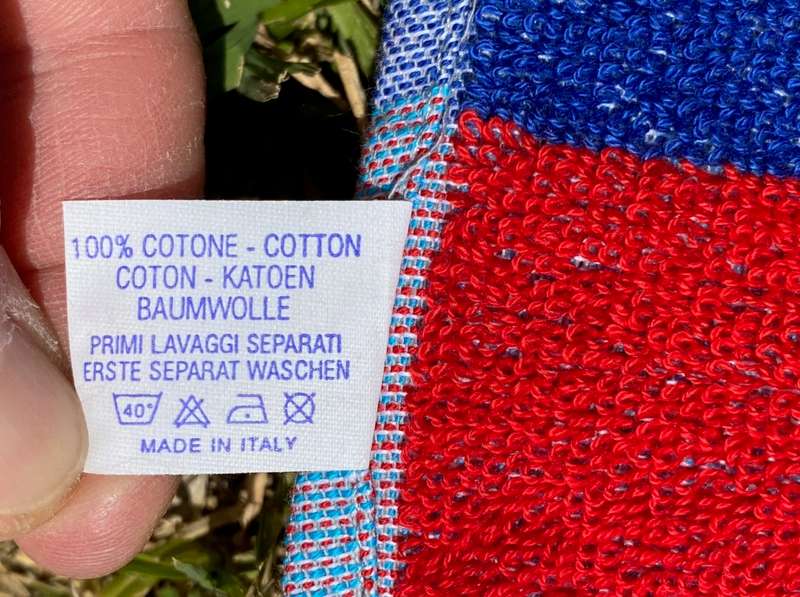 100% COTONE - COTTON
COTON - KATOEN
BAUMWOLLE
PRIMI LAVAGGI SEPARATI
ERSTE SEPARAT WASCHEN
40°
MADE IN ITALY